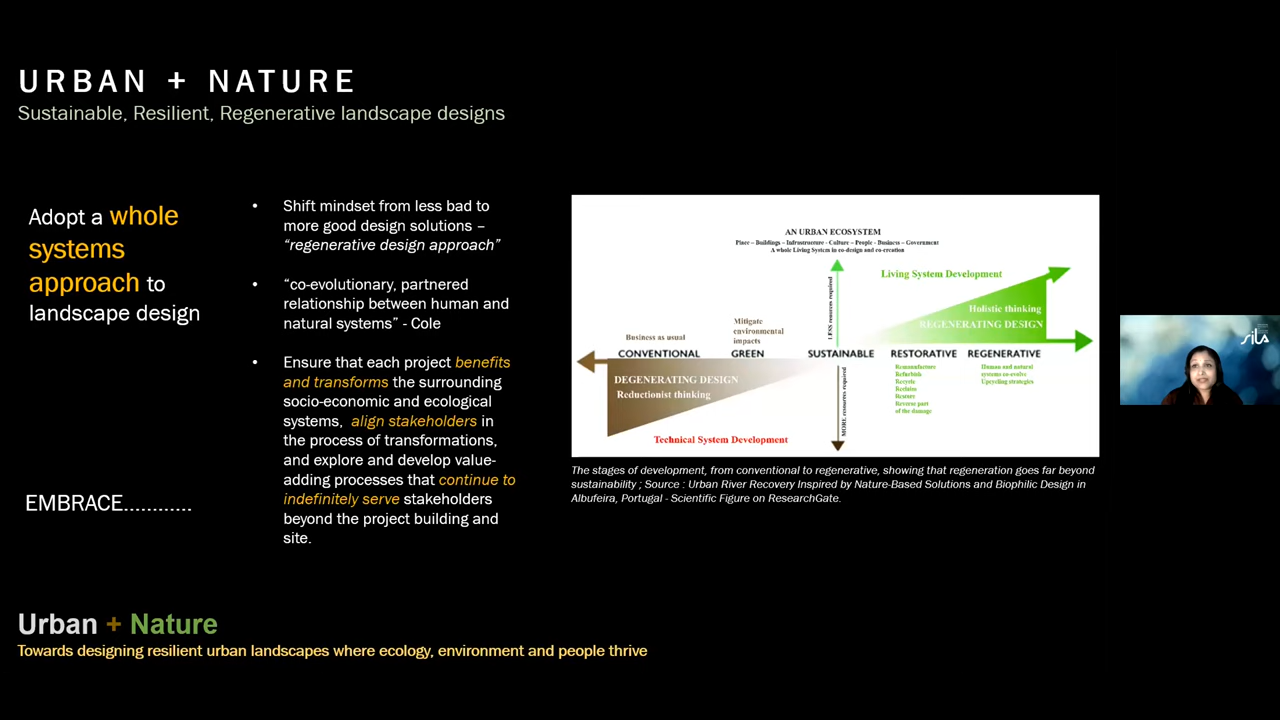 URBAN + NATURE
Sustainable, Resilient, Regenerative landscape designs
Adopt a whole
systems
approach to
landscape design
EMBRACE............
• Shift mindset from less bad to
more good design solutions –
“regenerative design approach”
• “co-evolutionary, partnered
relationship between human and
natural systems” - Cole
• Ensure that each project benefits
and transforms the surrounding
socio-economic and ecological
systems, align stakeholders in
the process of transformations,
and explore and develop value-
adding processes that continue to
indefinitely serve stakeholders
beyond the project building and
site.
AN URBAN ECOSYSTEM
Place – Buildings – Infrastructure - Culture – People - Business – Government
A whole Living System in co-design and co-creation
LESS resources required
Living System Development
Holistic thinking
REGENERATING DESIGN
Business as usual
Mitigate
environmental
impacts
CONVENTIONAL
GREEN
SUSTAINABLE
RESTORATIVE
REGENERATIVE
DEGENERATING DESIGN
Reductionist thinking
Technical System Development
MORE resources required
Remanufacture
Refurbish
Recycle
Reclaim
Restore
Reverse part
of the damage
Human and natural
systems co-evolve
Upcycling strategies
The stages of development, from conventional to regenerative, showing that regeneration goes far beyond
sustainability ; Source : Urban River Recovery Inspired by Nature-Based Solutions and Biophilic Design in
Albufeira, Portugal - Scientific Figure on ResearchGate.
sila
Urban + Nature
Towards designing resilient urban landscapes where ecology, environment and people thrive